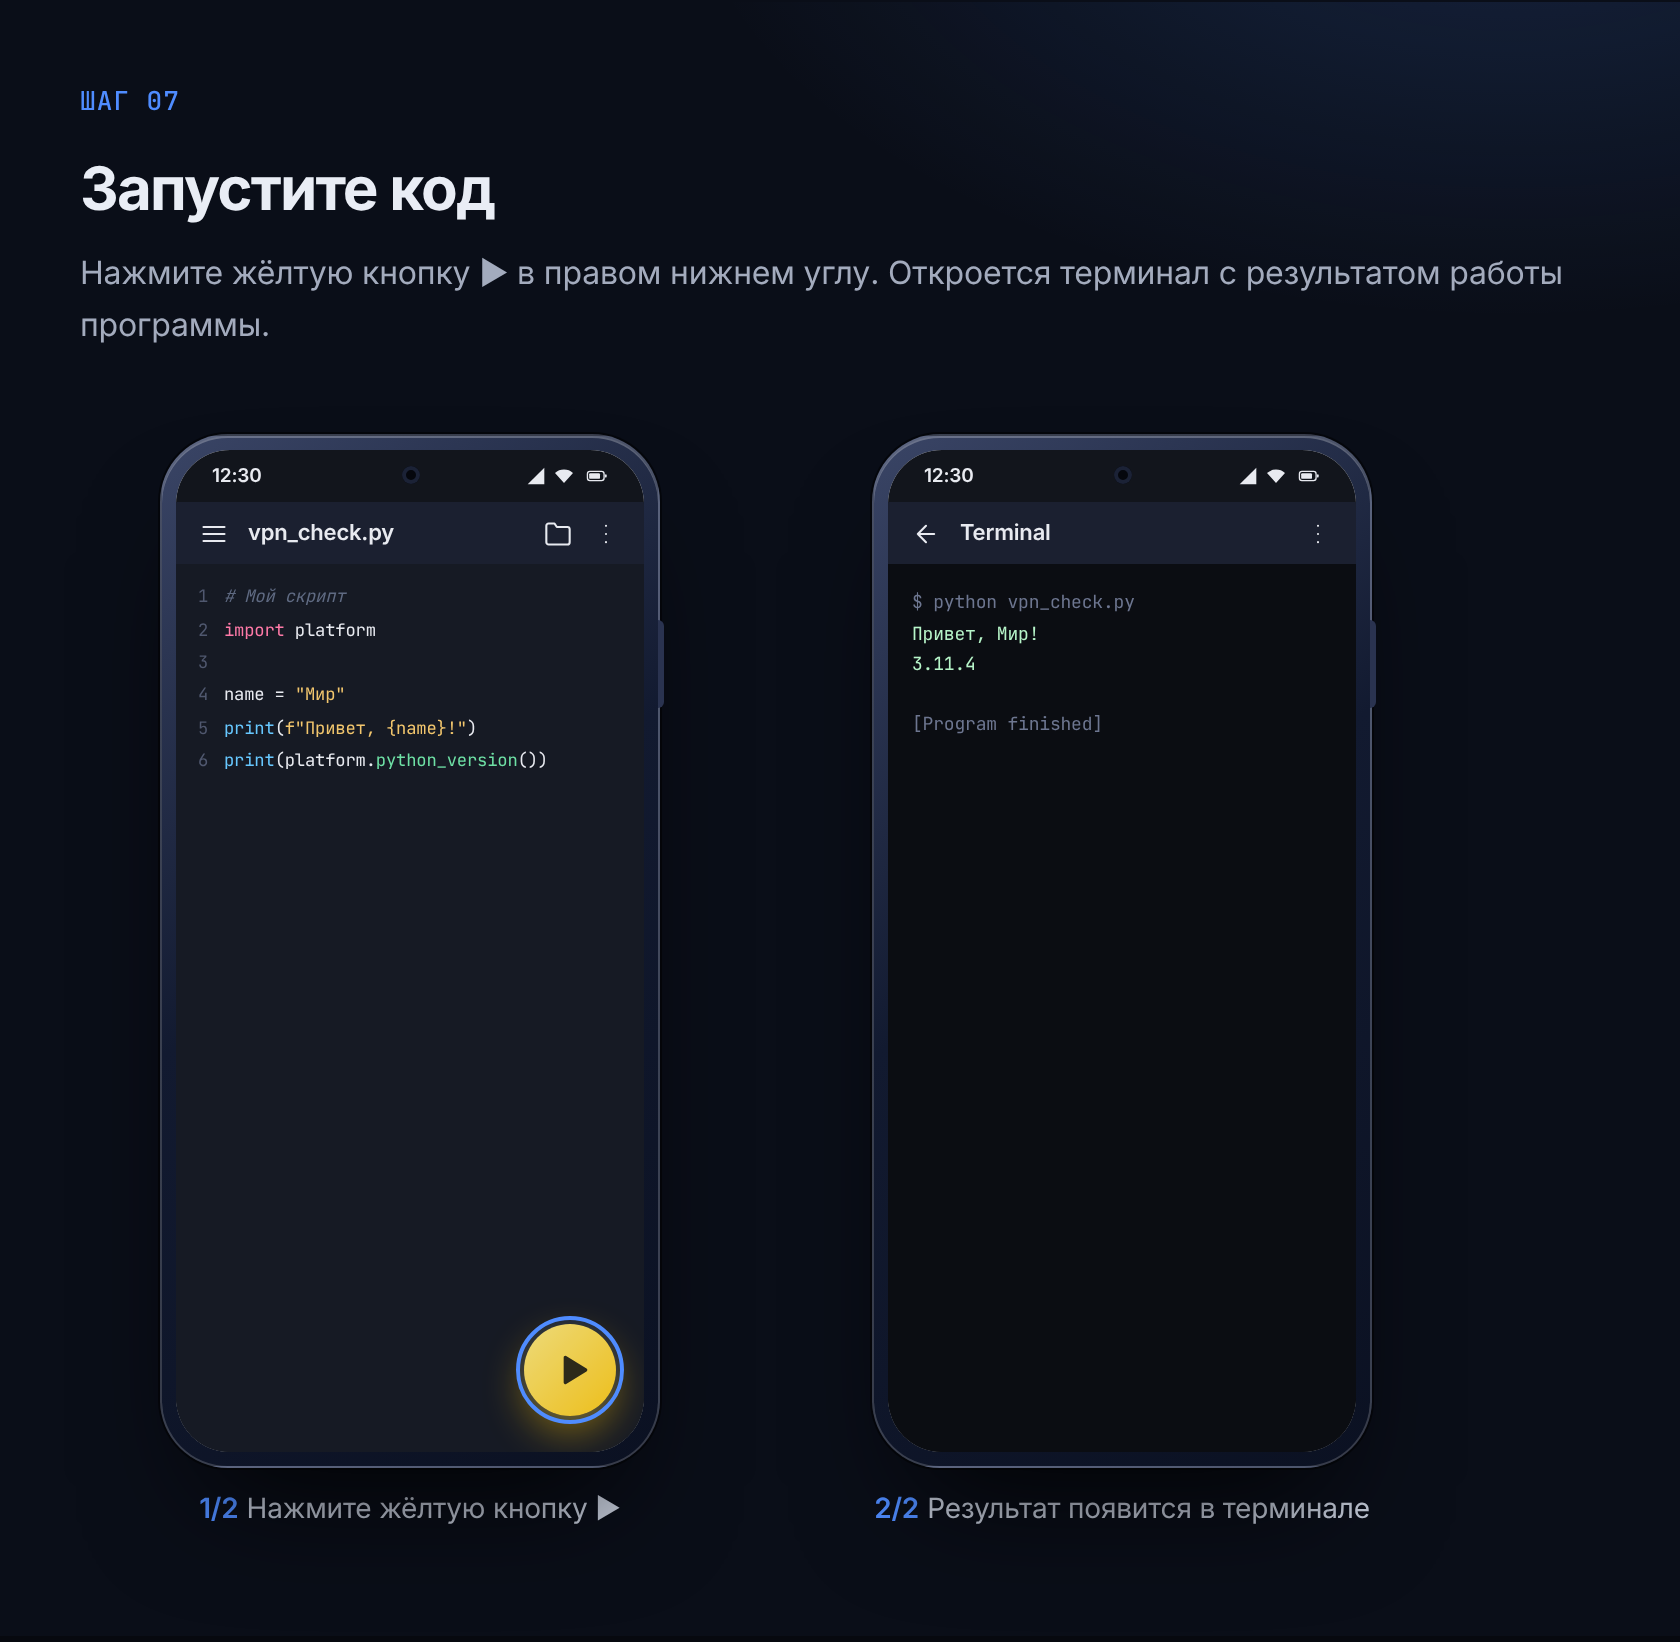 ШАГ 07
Запустите код
Нажмите жёлтую кнопку ▶ в правом нижнем углу. Откроется терминал с результатом работы
программы.
12:30
vpn_check.py
1 # Мой скрипт
2 import platform
3
4 name = "Мир"
5 print(f"Привет, {name}!")
6 print(platform.python_version())
1/2 Нажмите жёлтую кнопку ▶
12:30
Terminal
$ python vpn_check.py
Привет, Мир!
3.11.4
[Program finished]
2/2 Результат появится в терминале